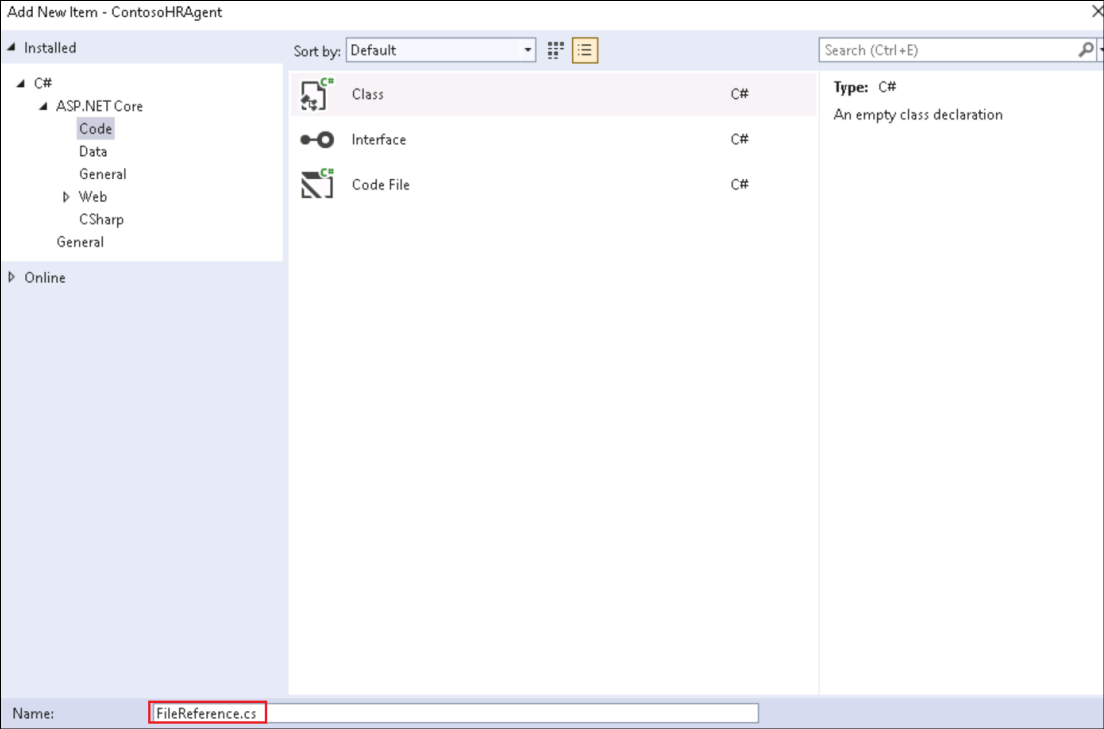 Add New Item - ContosoHRAgent
Installed
C#
ASP.NET Core
Code
Data
General
Web
CSharp
General
Online
Sort by: Default
Class C#
Interface C#
Code File C#
Search (Ctrl+E)
Type: C#
An empty class declaration
Name: FileReference.cs